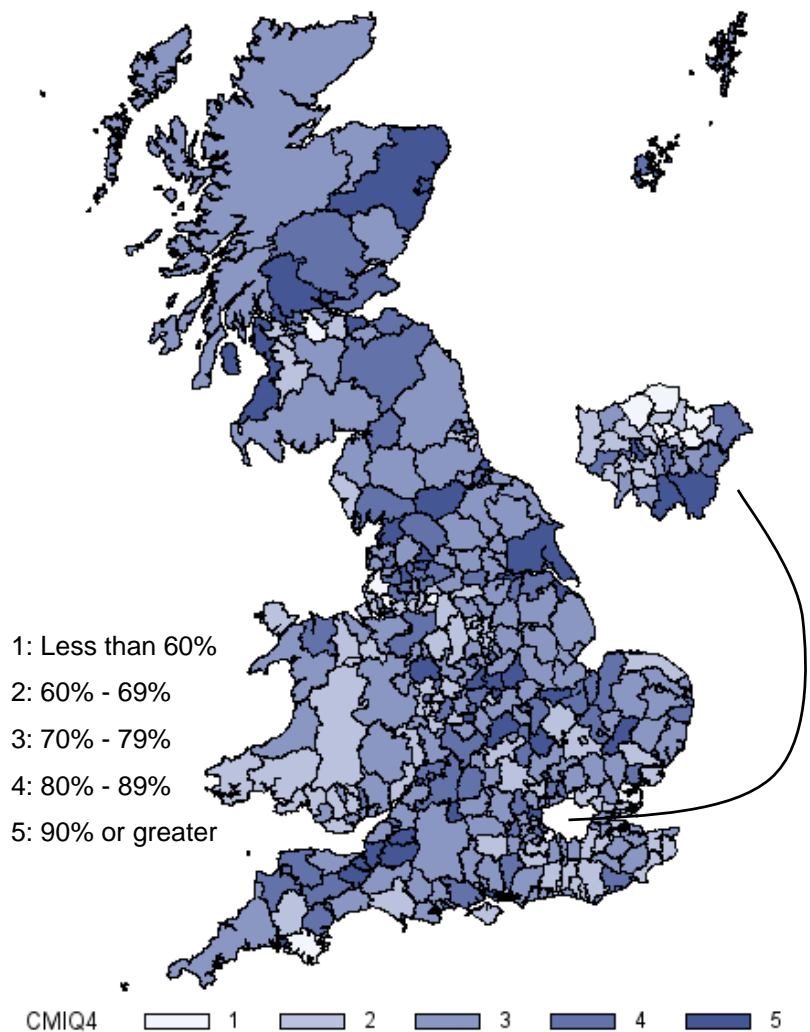 1: Less than 60%
2: 60% - 69%
3: 70% - 79%
4: 80% - 89%
5: 90% or greater
CMIQ4 1 2 3 4 5